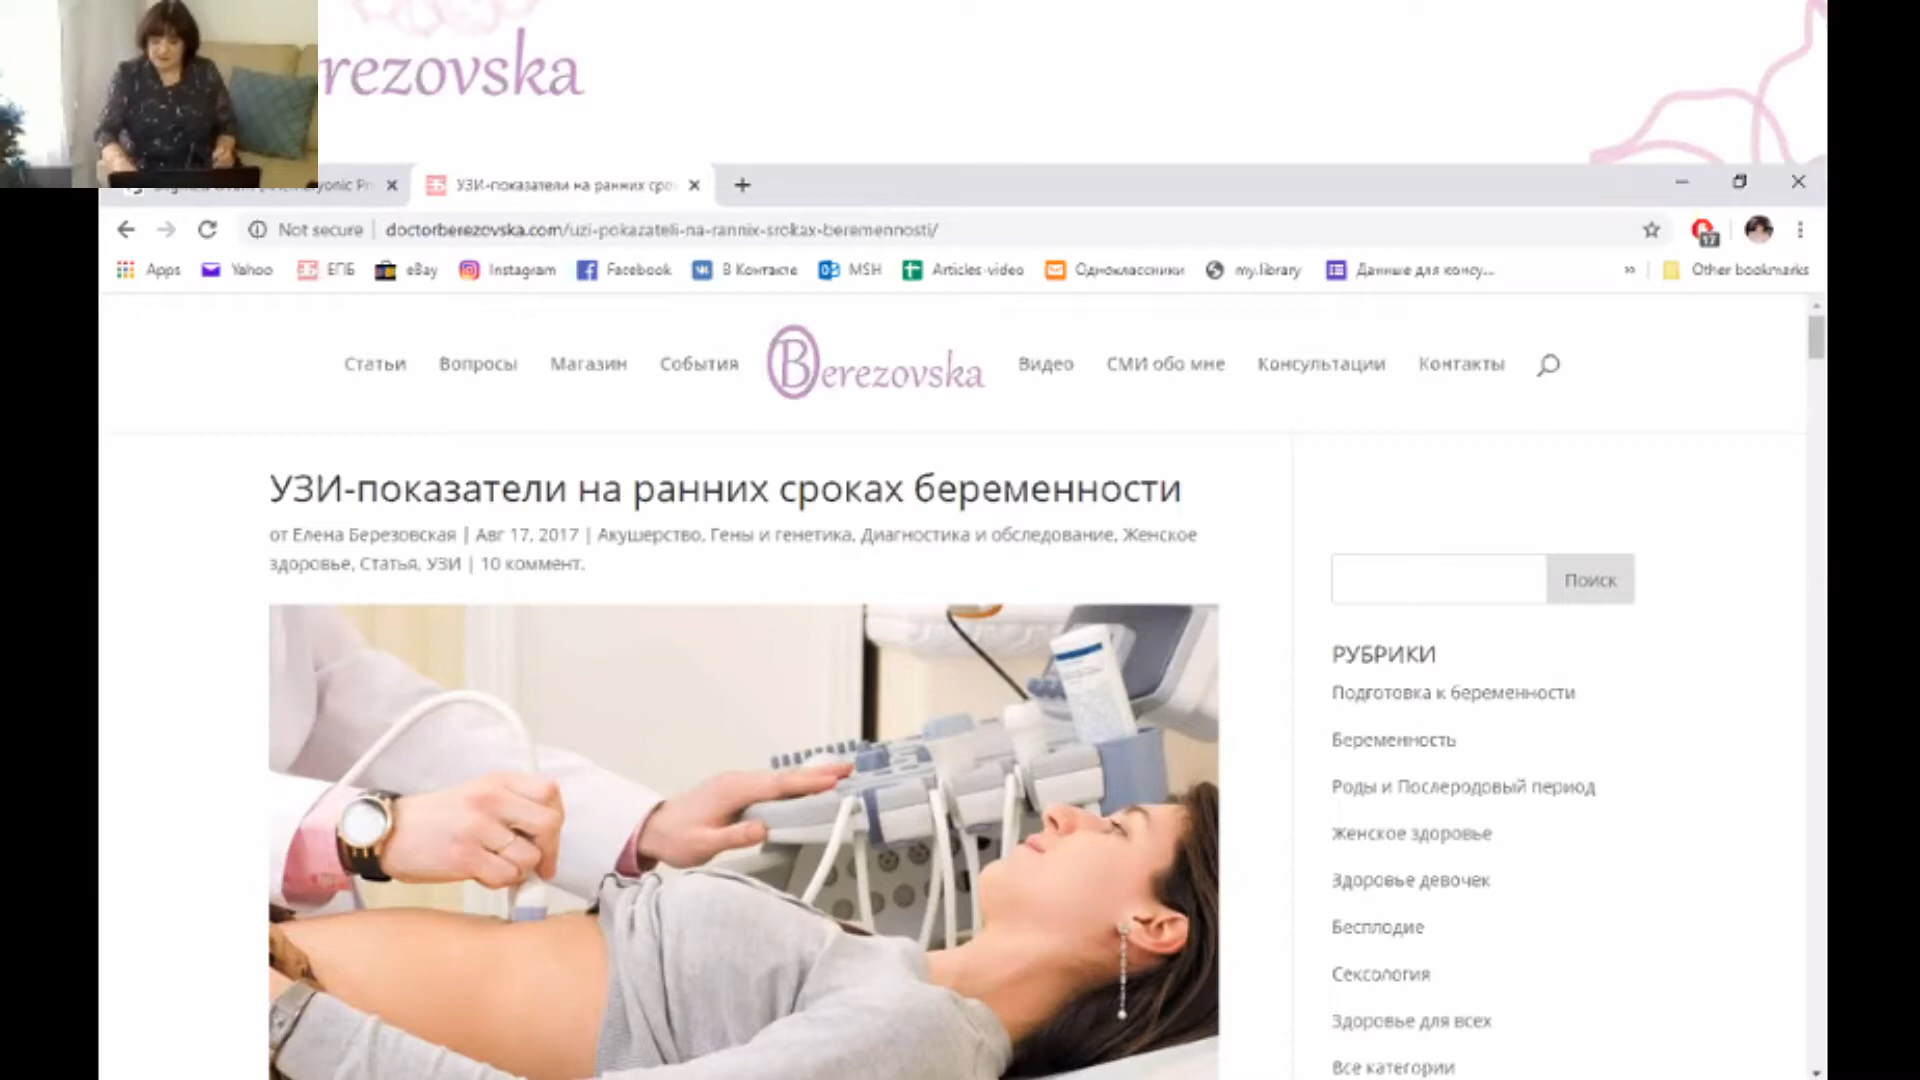 rezovska
УЗИ-показатели на ранних сро
Not secure | doctorberezovska.com/uzi-pokazateli-na-rannix-srokax-beremennosti/
17
Apps Yahoo ЕПБ eBay Instagram Facebook В Контакте MSH Articles-video Одноклассники my.library Данные для консу... » Other bookmarks
Статьи Вопросы Магазин События Berezovska Видео СМИ обо мне Консультации Контакты
УЗИ-показатели на ранних сроках беременности
от Елена Березовская | Авг 17, 2017 | Акушерство, Гены и генетика, Диагностика и обследование, Женское
здоровье, Статья, УЗИ | 10 коммент.
Поиск
РУБРИКИ
Подготовка к беременности
Беременность
Роды и Послеродовый период
Женское здоровье
Здоровье девочек
Бесплодие
Сексология
Здоровье для всех
Все категории